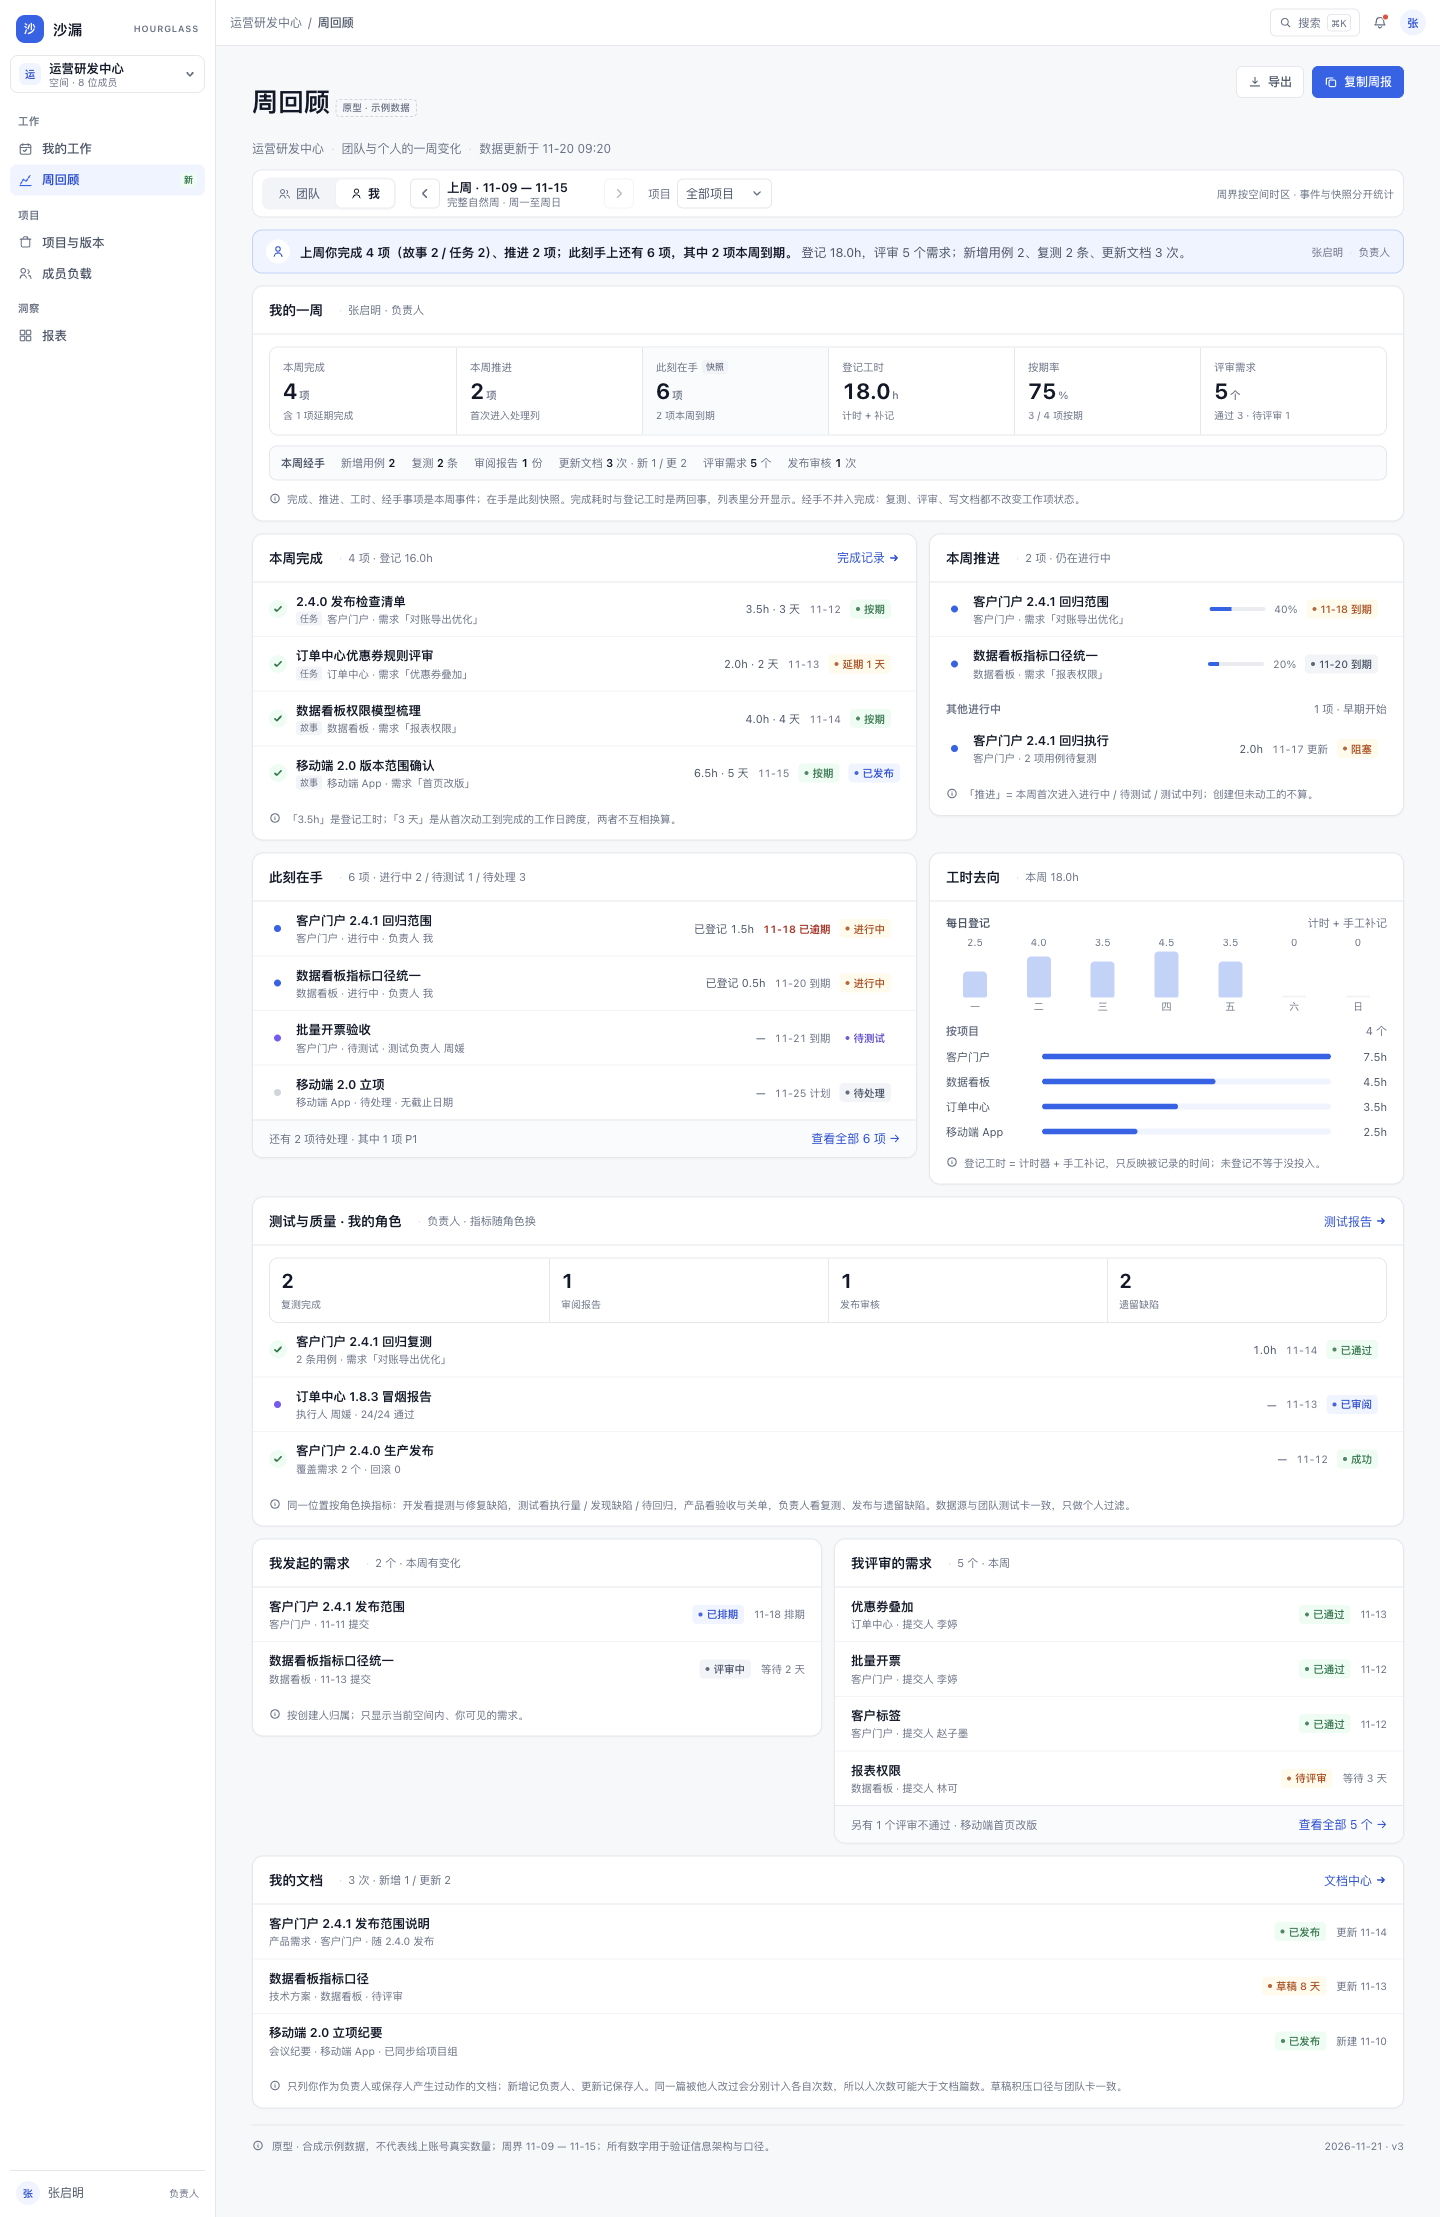 沙 沙漏 HOURGLASS
运 运营研发中心
空间 · 8 位成员
工作
我的工作
周回顾 新
项目
项目与版本
成员负载
洞察
报表
张 张启明 负责人
运营研发中心 / 周回顾
搜索 ⌘K 张
周回顾 原型 · 示例数据
导出 复制周报
运营研发中心 · 团队与个人的一周变化 · 数据更新于 11-20 09:20
团队 我
上周 · 11-09 — 11-15
完整自然周 · 周一至周日
项目 全部项目
周界按空间时区 · 事件与快照分开统计
上周你完成 4 项（故事 2 / 任务 2）、推进 2 项；此刻手上还有 6 项，其中 2 项本周到期。 登记 18.0h，评审 5 个需求；新增用例 2、复测 2 条、更新文档 3 次。
张启明 · 负责人
我的一周 · 张启明 · 负责人
本周完成
4 项
含 1 项延期完成
本周推进
2 项
首次进入处理列
此刻在手 快照
6 项
2 项本周到期
登记工时
18.0 h
计时 + 补记
按期率
75 %
3 / 4 项按期
评审需求
5 个
通过 3 · 待评审 1
本周经手 新增用例 2 复测 2 条 审阅报告 1 份 更新文档 3 次 · 新 1 / 更 2 评审需求 5 个 发布审核 1 次
完成、推进、工时、经手事项是本周事件；在手是此刻快照。完成耗时与登记工时是两回事，列表里分开显示。经手不并入完成：复测、评审、写文档都不改变工作项状态。
本周完成 · 4 项 · 登记 16.0h 完成记录 →
2.4.0 发布检查清单
任务 客户门户 · 需求「对账导出优化」
3.5h · 3 天 11-12 按期
订单中心优惠券规则评审
任务 订单中心 · 需求「优惠券叠加」
2.0h · 2 天 11-13 延期 1 天
数据看板权限模型梳理
故事 数据看板 · 需求「报表权限」
4.0h · 4 天 11-14 按期
移动端 2.0 版本范围确认
故事 移动端 App · 需求「首页改版」
6.5h · 5 天 11-15 按期 已发布
「3.5h」是登记工时；「3 天」是从首次动工到完成的工作日跨度，两者不互相换算。
本周推进 · 2 项 · 仍在进行中
客户门户 2.4.1 回归范围
客户门户 · 需求「对账导出优化」
40% 11-18 到期
数据看板指标口径统一
数据看板 · 需求「报表权限」
20% 11-20 到期
其他进行中 1 项 · 早期开始
客户门户 2.4.1 回归执行
客户门户 · 2 项用例待复测
2.0h 11-17 更新 阻塞
「推进」= 本周首次进入进行中 / 待测试 / 测试中列；创建但未动工的不算。
此刻在手 · 6 项 · 进行中 2 / 待测试 1 / 待处理 3
客户门户 2.4.1 回归范围
客户门户 · 进行中 · 负责人 我
已登记 1.5h 11-18 已逾期 进行中
数据看板指标口径统一
数据看板 · 进行中 · 负责人 我
已登记 0.5h 11-20 到期 进行中
批量开票验收
客户门户 · 待测试 · 测试负责人 周媛
— 11-21 到期 待测试
移动端 2.0 立项
移动端 App · 待处理 · 无截止日期
— 11-25 计划 待处理
还有 2 项待处理 · 其中 1 项 P1 查看全部 6 项 →
工时去向 · 本周 18.0h
每日登记 计时 + 手工补记
2.5 4.0 3.5 4.5 3.5 0 0
一 二 三 四 五 六 日
按项目 4 个
客户门户 7.5h
数据看板 4.5h
订单中心 3.5h
移动端 App 2.5h
登记工时 = 计时器 + 手工补记，只反映被记录的时间；未登记不等于没投入。
测试与质量 · 我的角色 · 负责人 · 指标随角色换 测试报告 →
2
复测完成
1
审阅报告
1
发布审核
2
遗留缺陷
客户门户 2.4.1 回归复测
2 条用例 · 需求「对账导出优化」
1.0h 11-14 已通过
订单中心 1.8.3 冒烟报告
执行人 周媛 · 24/24 通过
— 11-13 已审阅
客户门户 2.4.0 生产发布
覆盖需求 2 个 · 回滚 0
— 11-12 成功
同一位置按角色换指标：开发看提测与修复缺陷，测试看执行量 / 发现缺陷 / 待回归，产品看验收与关单，负责人看复测、发布与遗留缺陷。数据源与团队测试卡一致，只做个人过滤。
我发起的需求 · 2 个 · 本周有变化
客户门户 2.4.1 发布范围
客户门户 · 11-11 提交
已排期 11-18 排期
数据看板指标口径统一
数据看板 · 11-13 提交
评审中 等待 2 天
按创建人归属；只显示当前空间内、你可见的需求。
我评审的需求 · 5 个 · 本周
优惠券叠加
订单中心 · 提交人 李婷
已通过 11-13
批量开票
客户门户 · 提交人 李婷
已通过 11-12
客户标签
客户门户 · 提交人 赵子墨
已通过 11-12
报表权限
数据看板 · 提交人 林可
待评审 等待 3 天
另有 1 个评审不通过 · 移动端首页改版 查看全部 5 个 →
我的文档 · 3 次 · 新增 1 / 更新 2 文档中心 →
客户门户 2.4.1 发布范围说明
产品需求 · 客户门户 · 随 2.4.0 发布
已发布 更新 11-14
数据看板指标口径
技术方案 · 数据看板 · 待评审
草稿 8 天 更新 11-13
移动端 2.0 立项纪要
会议纪要 · 移动端 App · 已同步给项目组
已发布 新建 11-10
只列你作为负责人或保存人产生过动作的文档；新增记负责人、更新记保存人。同一篇被他人改过会分别计入各自次数，所以人次数可能大于文档篇数。草稿积压口径与团队卡一致。
原型 · 合成示例数据，不代表线上账号真实数量；周界 11-09 — 11-15；所有数字用于验证信息架构与口径。
2026-11-21 · v3